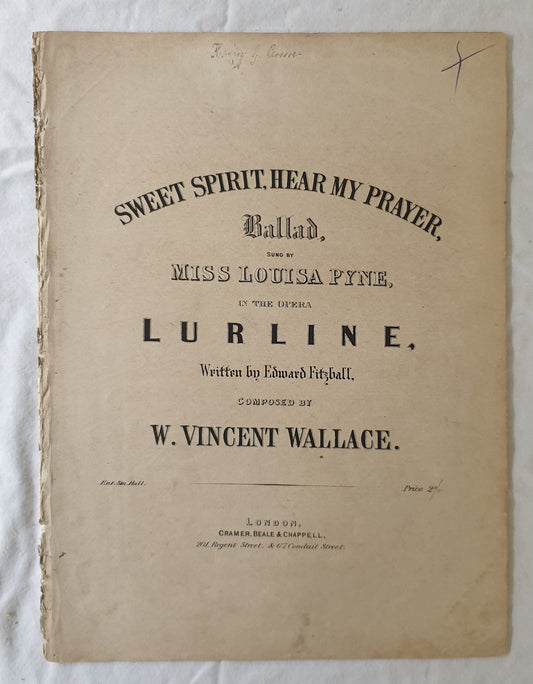 SWEET SPIRIT, HEAR MY PRAYER,
Ballad,
SUNG BY
MISS LOUISA PYNE,
IN THE OPERA
LURLINE,
Written by Edward Fitzball,
COMPOSED BY
W. VINCENT WALLACE.
Ent. Sta. Hall.
Price 2/-
LONDON,
CRAMER, BEALE & CHAPPELL,
201, Regent Street, & 67, Conduit Street.